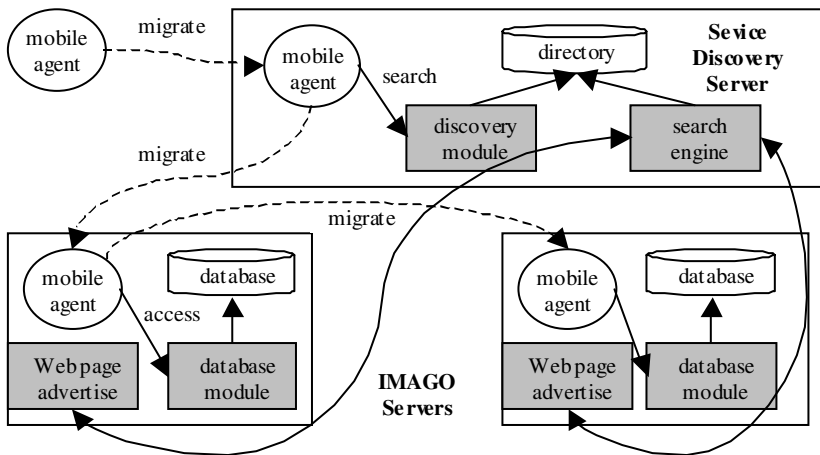 migrate
mobile
agent
mobile
agent
search
directory
Sevice
Discovery
Server
discovery
module
search
engine
migrate
migrate
mobile
agent
database
access
Web page
advertise
database
module
IMAGO
Servers
mobile
agent
database
Web page
advertise
database
module